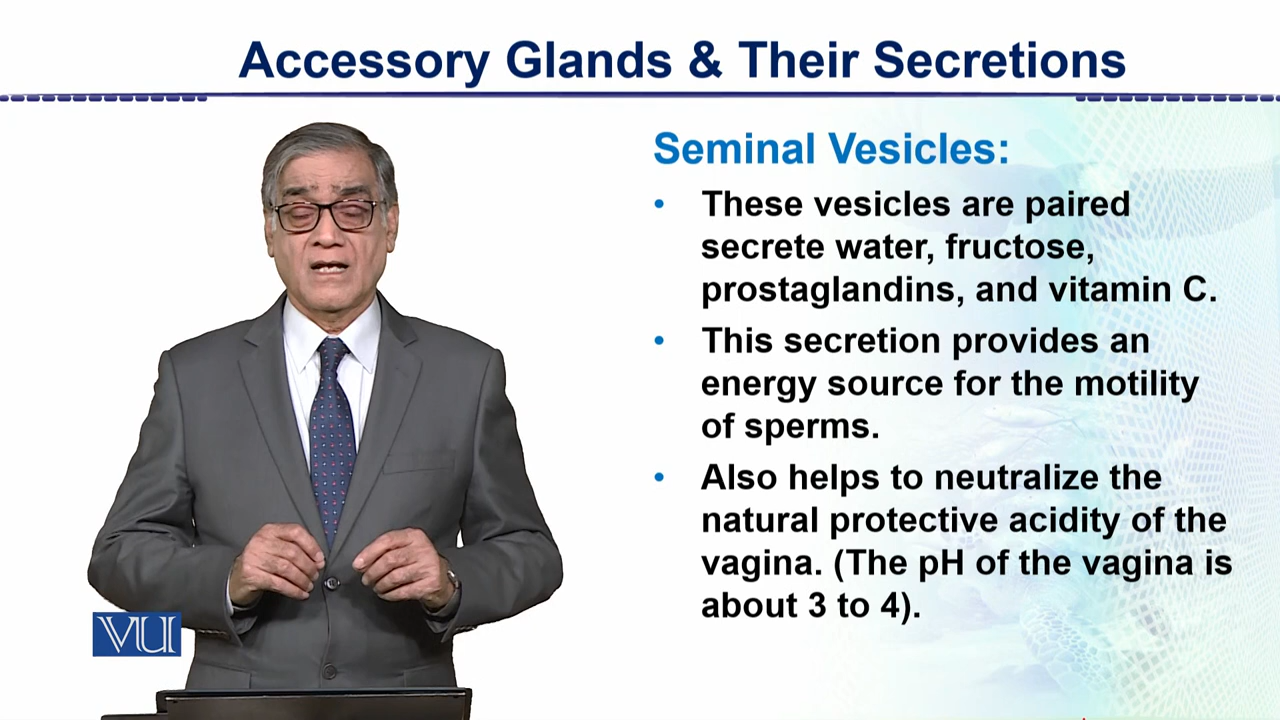 Accessory Glands & Their Secretions
Seminal Vesicles:
• These vesicles are paired
secrete water, fructose,
prostaglandins, and vitamin C.
• This secretion provides an
energy source for the motility
of sperms.
• Also helps to neutralize the
natural protective acidity of the
vagina. (The pH of the vagina is
about 3 to 4).
VU